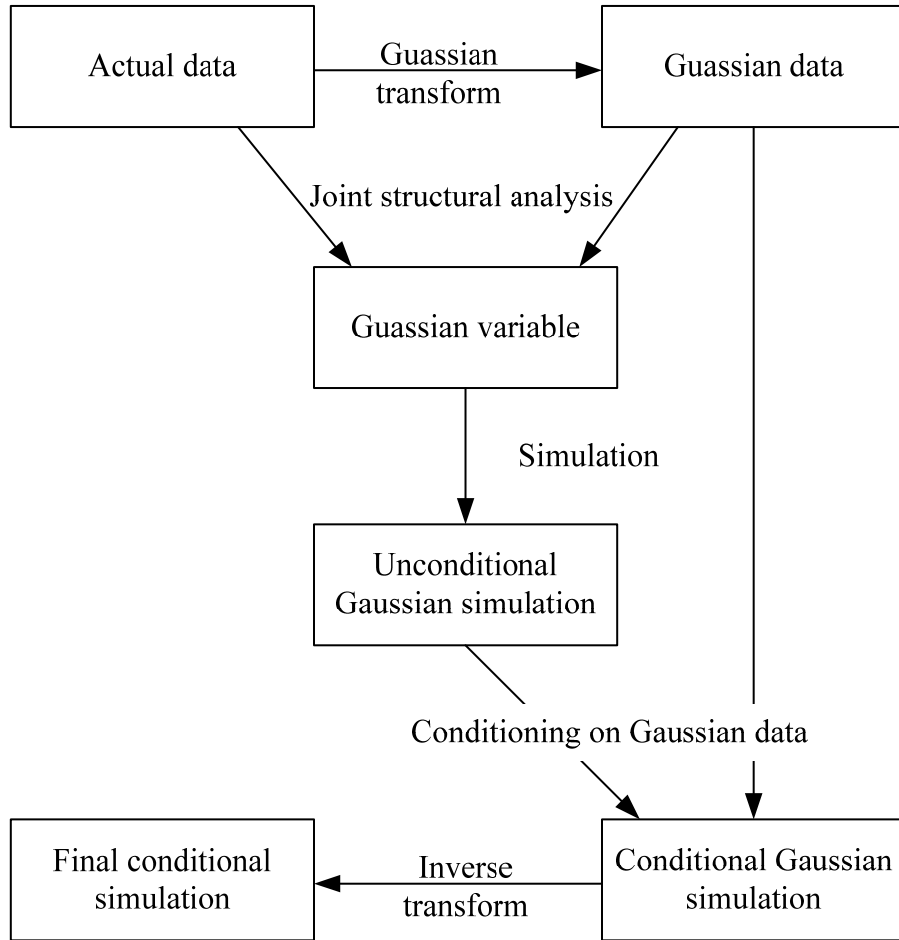 Actual data
Guassian
transform
Guassian data
Joint structural analysis
Guassian variable
Simulation
Unconditional
Gaussian simulation
Conditioning on Gaussian data
Final conditional
simulation
Inverse
transform
Conditional Gaussian
simulation